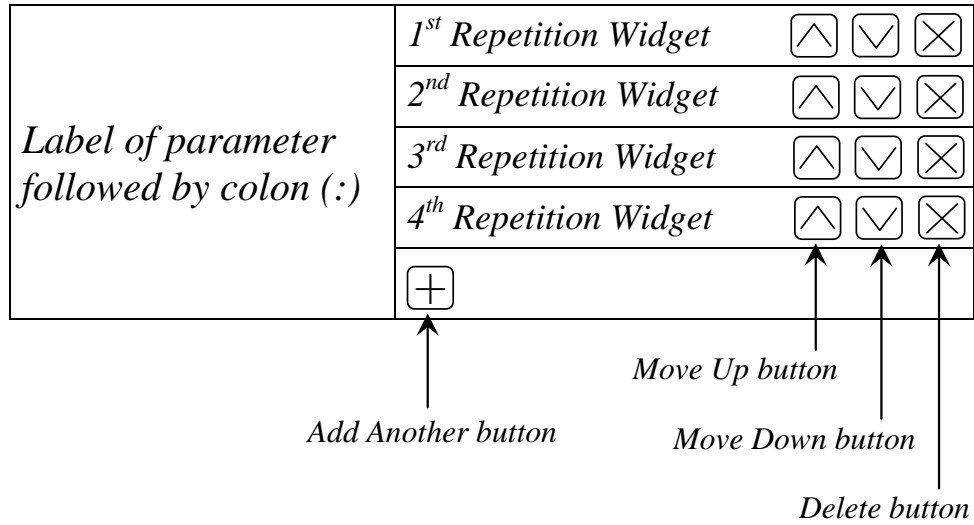 1st Repetition Widget
2nd Repetition Widget
Label of parameter
followed by colon (:)
3rd Repetition Widget
4th Repetition Widget
Move Up button
Add Another button
Move Down button
Delete button